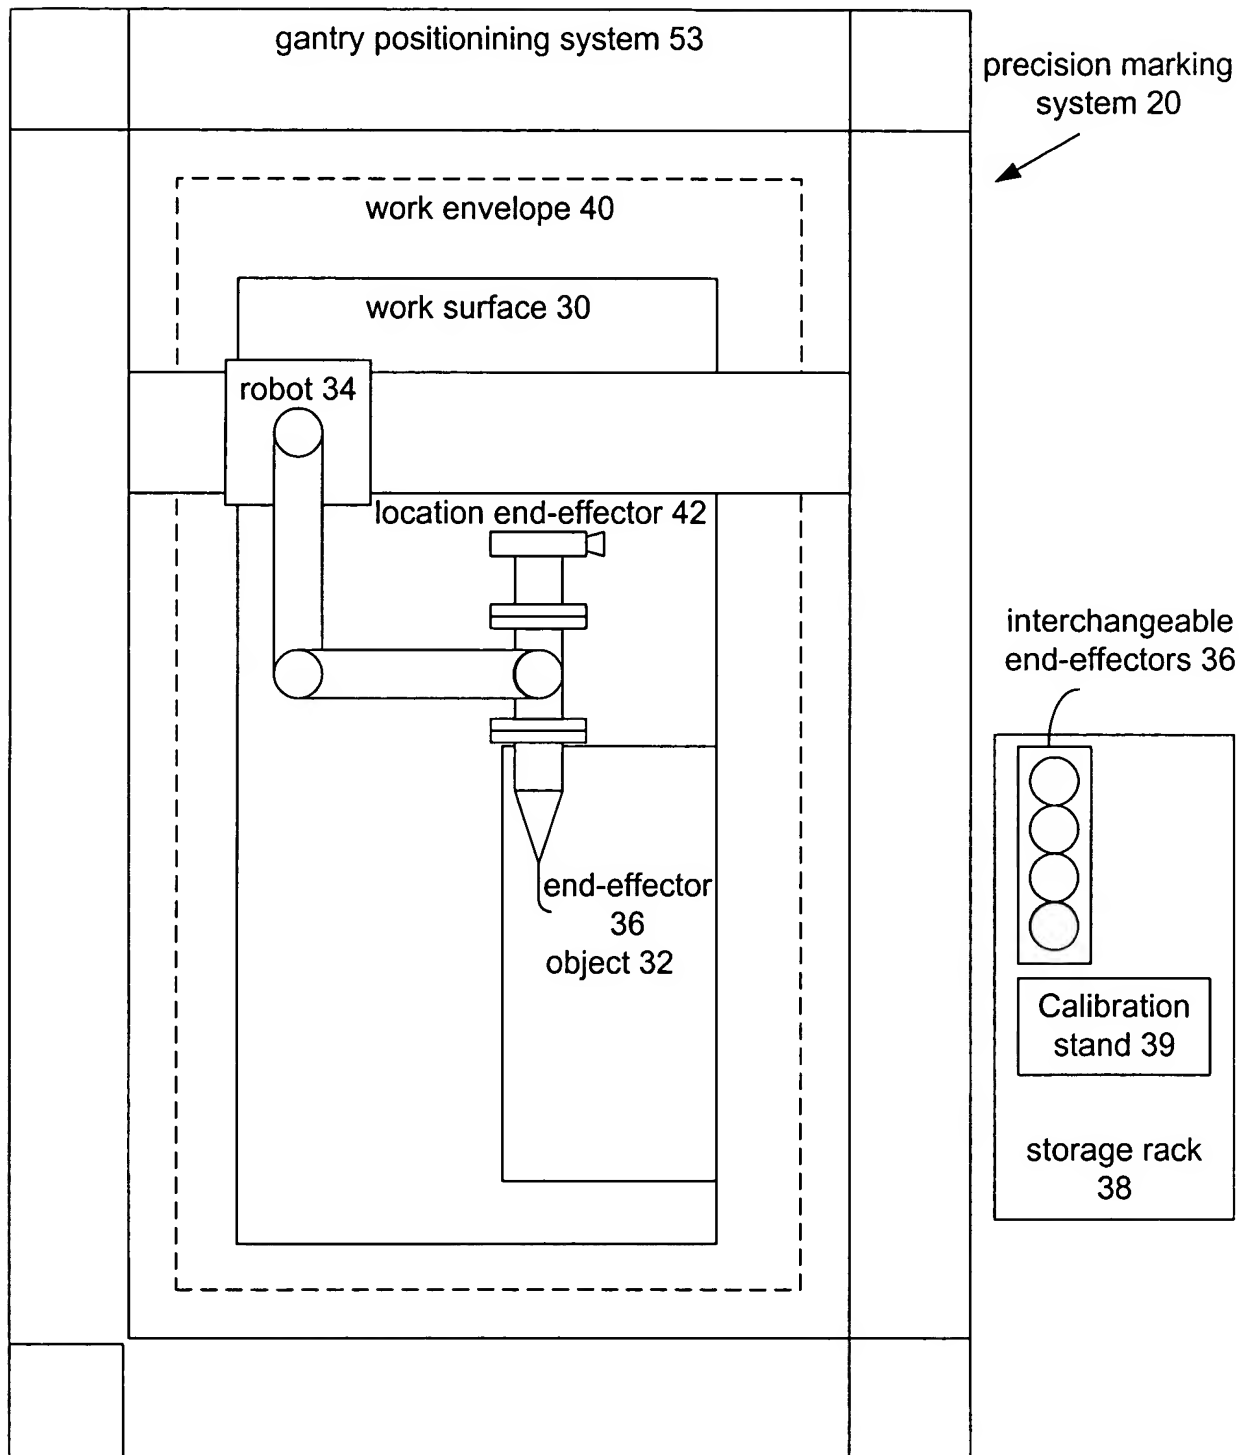 gantry positionining system 53
precision marking
system 20
work envelope 40
work surface 30
robot 34
location end-effector 42
interchangeable
end-effectors 36
end-effector
36
object 32
Calibration
stand 39
storage rack
38